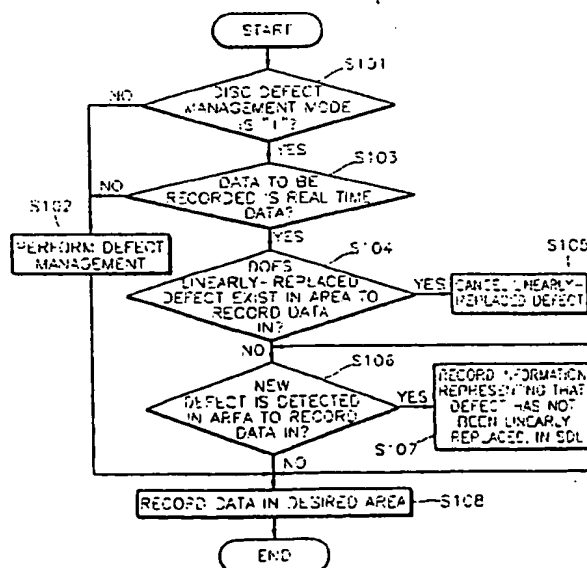 START
S101
NO
DISC DEFECT
MANAGEMENT MODE
IS "1"?
YES
S103
NO
DATA TO BE
RECORDED IS REAL TIME
DATA?
S102
YES
PERFORM DEFECT
MANAGEMENT
S104
DOES
LINEARLY-REPLACED
DEFECT EXIST IN AREA TO
RECORD DATA
IN?
YES
S105
CANCEL LINEARLY-
REPLACED DEFECT
NO
S106
NEW
DEFECT IS DETECTED
IN AREA TO RECORD
DATA IN?
YES
RECORD INFORMATION
REPRESENTING THAT
DEFECT HAS NOT
BEEN LINEARLY
REPLACED, IN SDL
S107
NO
RECORD DATA IN DESIRED AREA
S108
END